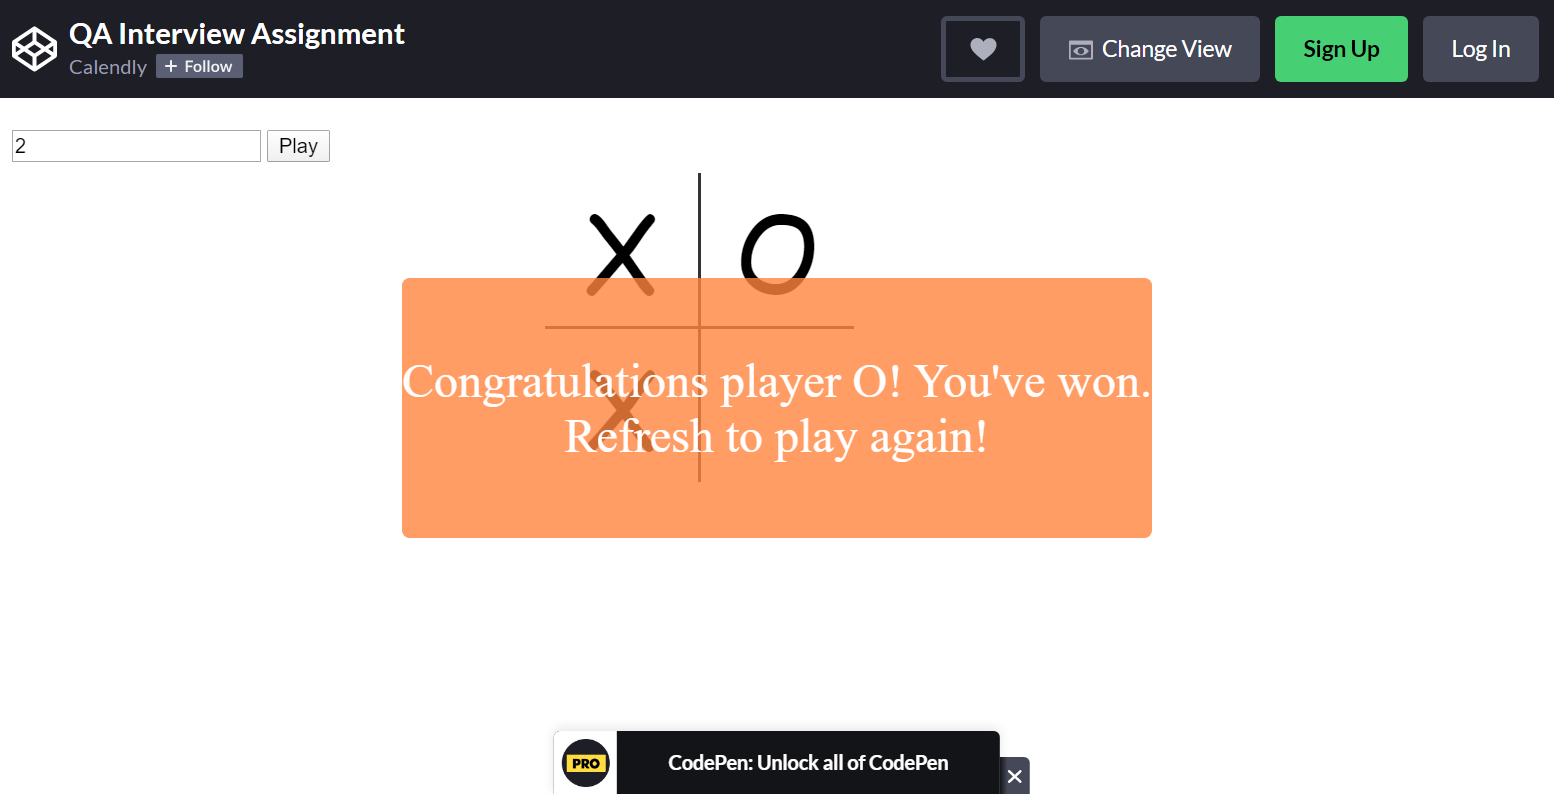 QA Interview Assignment
Calendly + Follow
Change View
Sign Up
Log In
2
Play
X O
X
Congratulations player O! You've won.
Refresh to play again!
PRO
CodePen: Unlock all of CodePen